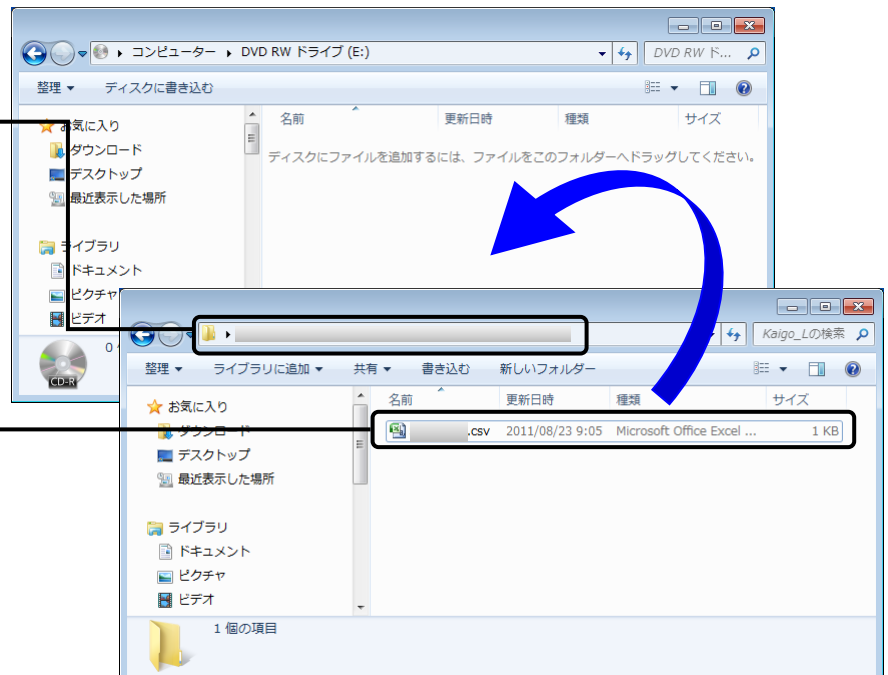 コンピューター ▸ DVD RW ドライブ (E:)
DVD RW ド...
整理 ▼ ディスクに書き込む
お気に入り
ダウンロード
デスクトップ
最近表示した場所
ライブラリ
ドキュメント
ピクチャ
ビデオ
名前 更新日時 種類 サイズ
ディスクにファイルを追加するには、ファイルをこのフォルダーへドラッグしてください。
0
CD-R
Kaigo_Lの検索
整理 ▼ ライブラリに追加 ▼ 共有 ▼ 書き込む 新しいフォルダー
お気に入り
ダウンロード
デスクトップ
最近表示した場所
ライブラリ
ドキュメント
ピクチャ
ビデオ
名前 更新日時 種類 サイズ
.csv 2011/08/23 9:05 Microsoft Office Excel ... 1 KB
1 個の項目